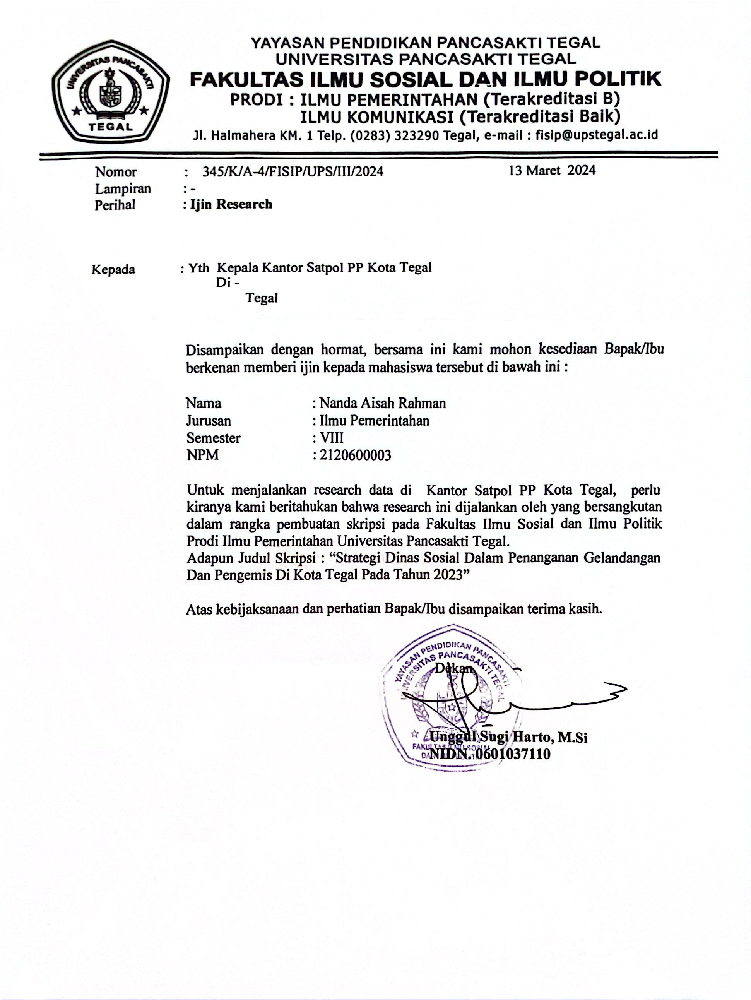 UNIVERSITAS PANCASAKTI
TEGAL
YAYASAN PENDIDIKAN PANCASAKTI TEGAL
UNIVERSITAS PANCASAKTI TEGAL
FAKULTAS ILMU SOSIAL DAN ILMU POLITIK
PRODI : ILMU PEMERINTAHAN (Terakreditasi B)
ILMU KOMUNIKASI (Terakreditasi Baik)
Jl. Halmahera KM. 1 Telp. (0283) 323290 Tegal, e-mail : fisip@upstegal.ac.id
Nomor : 345/K/A-4/FISIP/UPS/III/2024 13 Maret 2024
Lampiran : -
Perihal : Ijin Research
Kepada : Yth Kepala Kantor Satpol PP Kota Tegal
Di -
Tegal
Disampaikan dengan hormat, bersama ini kami mohon kesediaan Bapak/Ibu
berkenan memberi ijin kepada mahasiswa tersebut di bawah ini :
Nama : Nanda Aisah Rahman
Jurusan : Ilmu Pemerintahan
Semester : VIII
NPM : 2120600003
Untuk menjalankan research data di Kantor Satpol PP Kota Tegal, perlu
kiranya kami beritahukan bahwa research ini dijalankan oleh yang bersangkutan
dalam rangka pembuatan skripsi pada Fakultas Ilmu Sosial dan Ilmu Politik
Prodi Ilmu Pemerintahan Universitas Pancasakti Tegal.
Adapun Judul Skripsi : “Strategi Dinas Sosial Dalam Penanganan Gelandangan
Dan Pengemis Di Kota Tegal Pada Tahun 2023”
Atas kebijaksanaan dan perhatian Bapak/Ibu disampaikan terima kasih.
YAYASAN PENDIDIKAN PANCASAKTI
UNIVERSITAS PANCASAKTI TEGAL
Dekan
Unggul Sugi Harto, M.Si
FAKULTAS ILMU SOSIAL
NIDN. 0601037110